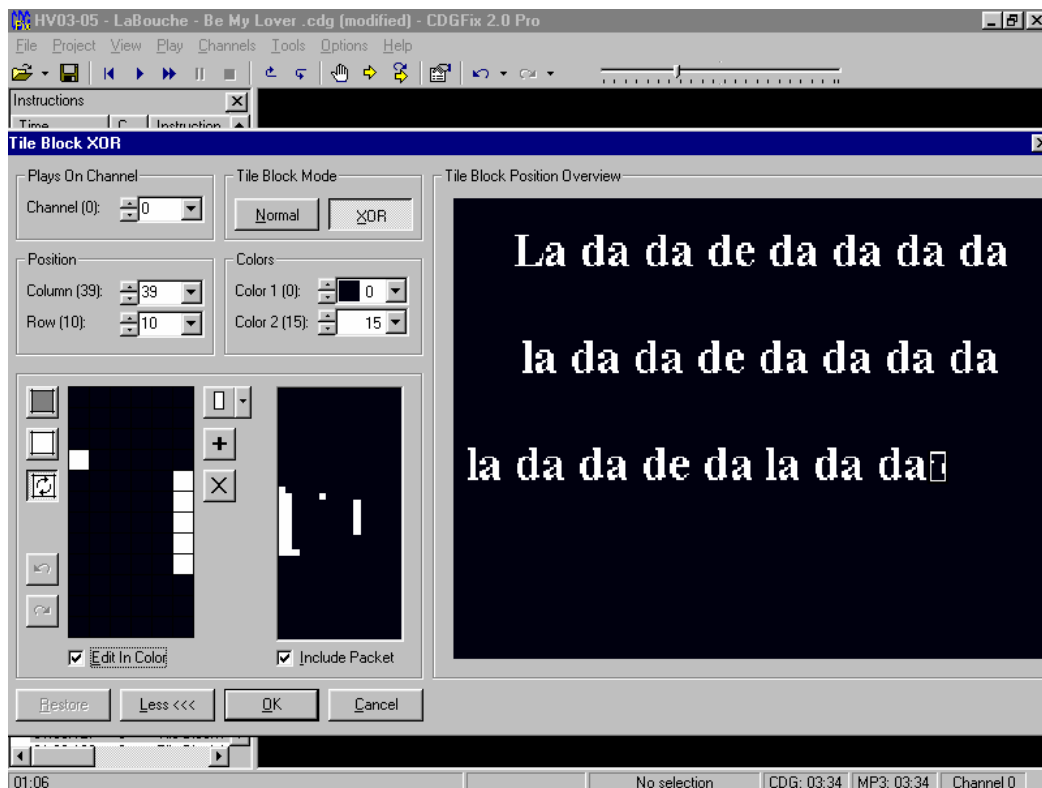 HV03-05 - LaBouche - Be My Lover .cdg (modified) - CDGFix 2.0 Pro
File Project View Play Channels Tools Options Help
Instructions
Time C... Instruction
Tile Block XOR
Plays On Channel
Channel (0): 0
Tile Block Mode
Normal XOR
Position
Column (39): 39
Row (10): 10
Colors
Color 1 (0): 0
Color 2 (15): 15
Edit In Color
Include Packet
Tile Block Position Overview
La da da de da da da da
la da da de da da da da
la da da de da la da da
Restore Less <<< OK Cancel
01:06 No selection CDG: 03:34 MP3: 03:34 Channel 0